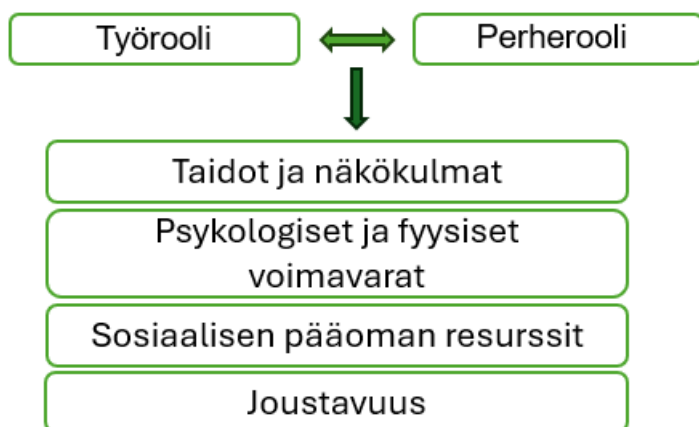 Työrooli
Perherooli
Taidot ja näkökulmat
Psykologiset ja fyysiset
voimavarat
Sosiaalisen pääoman resurssit
Joustavuus